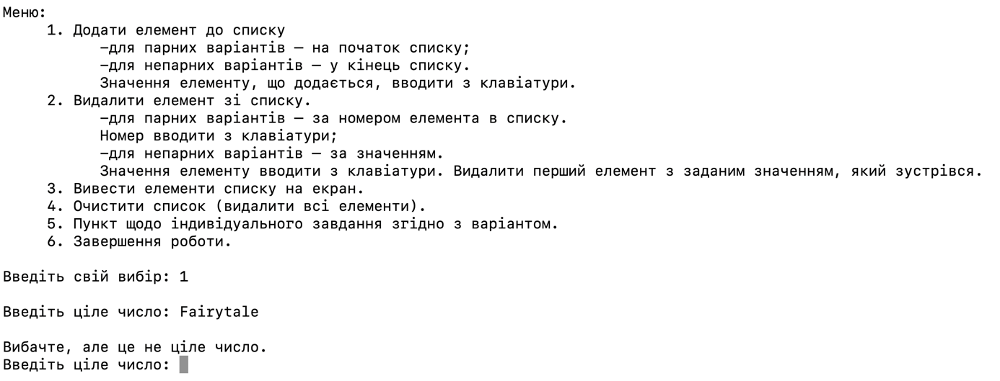 Меню:
1. Додати елемент до списку
–для парних варіантів – на початок списку;
–для непарних варіантів – у кінець списку.
Значення елементу, що додається, вводити з клавіатури.
2. Видалити елемент зі списку.
–для парних варіантів – за номером елемента в списку.
Номер вводити з клавіатури;
–для непарних варіантів – за значенням.
Значення елементу вводити з клавіатури. Видалити перший елемент з заданим значенням, який зустрівся.
3. Вивести елементи списку на екран.
4. Очистити список (видалити всі елементи).
5. Пункт щодо індивідуального завдання згідно з варіантом.
6. Завершення роботи.
Введіть свій вибір: 1
Введіть ціле число: Fairytale
Вибачте, але це не ціле число.
Введіть ціле число: